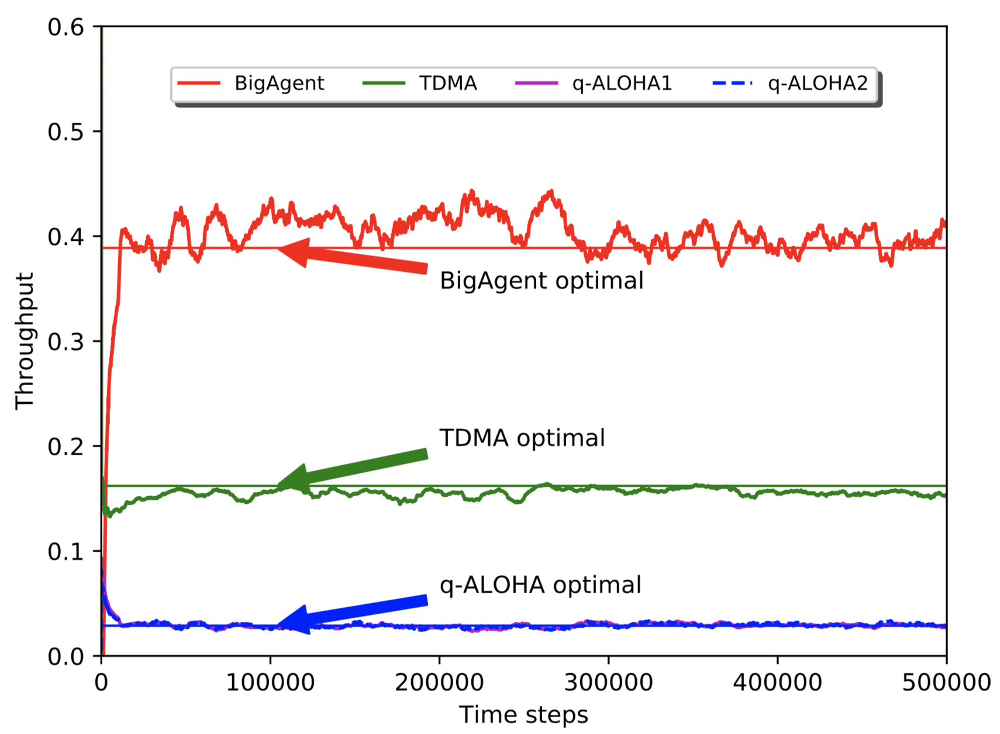 0.6
BigAgent TDMA q-ALOHA1 q-ALOHA2
0.5
0.4
BigAgent optimal
0.3
Throughput
0.2
TDMA optimal
0.1
q-ALOHA optimal
0.0
0 100000 200000 300000 400000 500000
Time steps